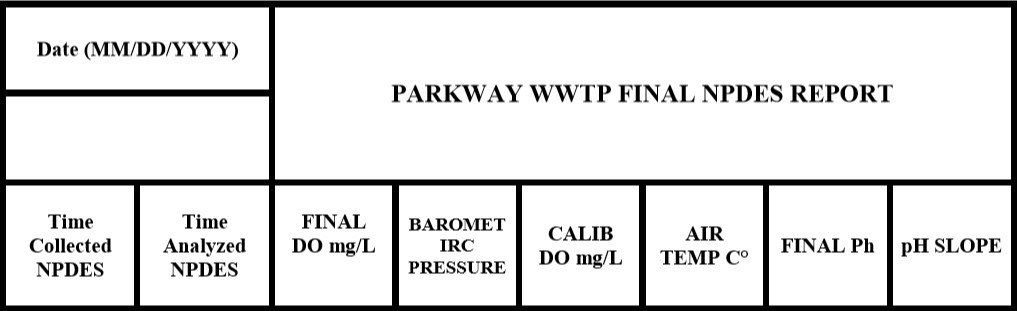 Date (MM/DD/YYYY)
PARKWAY WWTP FINAL NPDES REPORT
Time
Collected
NPDES
Time
Analyzed
NPDES
FINAL
DO mg/L
BAROMET
IRC
PRESSURE
CALIB
DO mg/L
AIR
TEMP C°
FINAL Ph
pH SLOPE